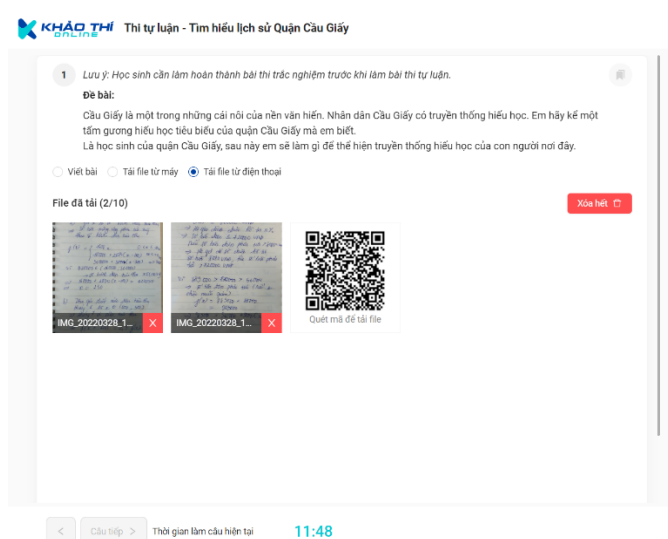 KHẢO THÍ
ONLINE
Thi tự luận - Tìm hiểu lịch sử Quận Cầu Giấy
1
Lưu ý: Học sinh cần làm hoàn thành bài thi trắc nghiệm trước khi làm bài thi tự luận.
Đề bài:
Cầu Giấy là một trong những cái nôi của nền văn hiến. Nhân dân Cầu Giấy có truyền thống hiếu học. Em hãy kể một
tấm gương hiếu học tiêu biểu của quận Cầu Giấy mà em biết.
Là học sinh của quận Cầu Giấy, sau này em sẽ làm gì để thể hiện truyền thống hiếu học của con người nơi đây.
Viết bài Tải file từ máy Tải file từ điện thoại
File đã tải (2/10)
Xóa hết
IMG_20220328_1... X
IMG_20220328_1... X
Quét mã để tải file
< Câu tiếp > Thời gian làm câu hiện tại 11:48